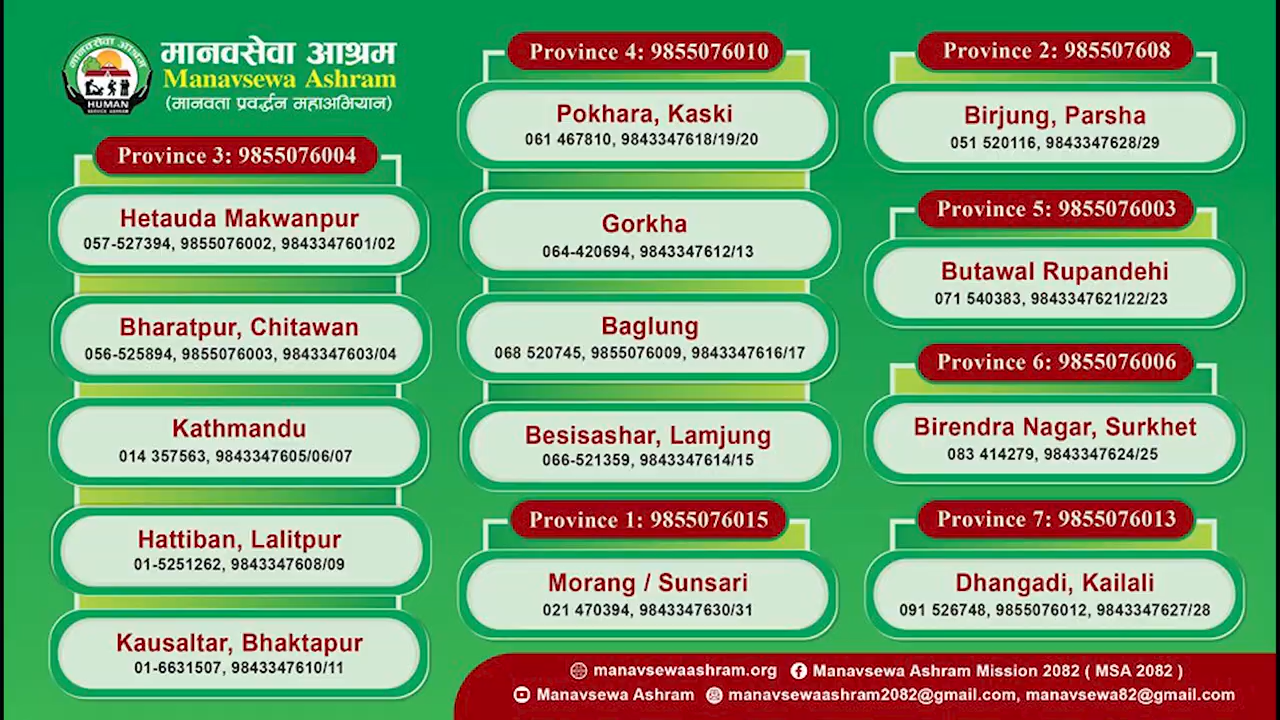 मानवसेवा आश्रम
HUMAN
SERVICE ASHRAM
मानवसेवा आश्रम
Manavsewa Ashram
(मानवता प्रवर्द्धन महाअभियान)
Province 3: 9855076004
Hetauda Makwanpur
057-527394, 9855076002, 9843347601/02
Bharatpur, Chitawan
056-525894, 9855076003, 9843347603/04
Kathmandu
014 357563, 9843347605/06/07
Hattiban, Lalitpur
01-5251262, 9843347608/09
Kausaltar, Bhaktapur
01-6631507, 9843347610/11
Province 4: 9855076010
Pokhara, Kaski
061 467810, 9843347618/19/20
Gorkha
064-420694, 9843347612/13
Baglung
068 520745, 9855076009, 9843347616/17
Besisashar, Lamjung
066-521359, 9843347614/15
Province 1: 9855076015
Morang / Sunsari
021 470394, 9843347630/31
Province 2: 985507608
Birjung, Parsha
051 520116, 9843347628/29
Province 5: 9855076003
Butawal Rupandehi
071 540383, 9843347621/22/23
Province 6: 9855076006
Birendra Nagar, Surkhet
083 414279, 9843347624/25
Province 7: 9855076013
Dhangadi, Kailali
091 526748, 9855076012, 9843347627/28
manavsewaashram.org Manavsewa Ashram Mission 2082 ( MSA 2082 )
Manavsewa Ashram manavsewaashram2082@gmail.com, manavsewa82@gmail.com